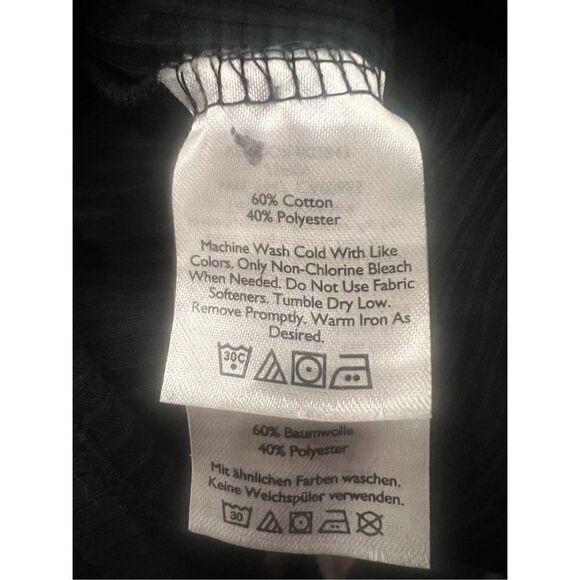 60% Cotton
40% Polyester
Machine Wash Cold With Like
Colors. Only Non-Chlorine Bleach
When Needed. Do Not Use Fabric
Softeners. Tumble Dry Low.
Remove Promptly. Warm Iron As
Desired.
30C
60% Baumwolle
40% Polyester
Mit ähnlichen Farben waschen.
Keine Weichspüler verwenden.
30